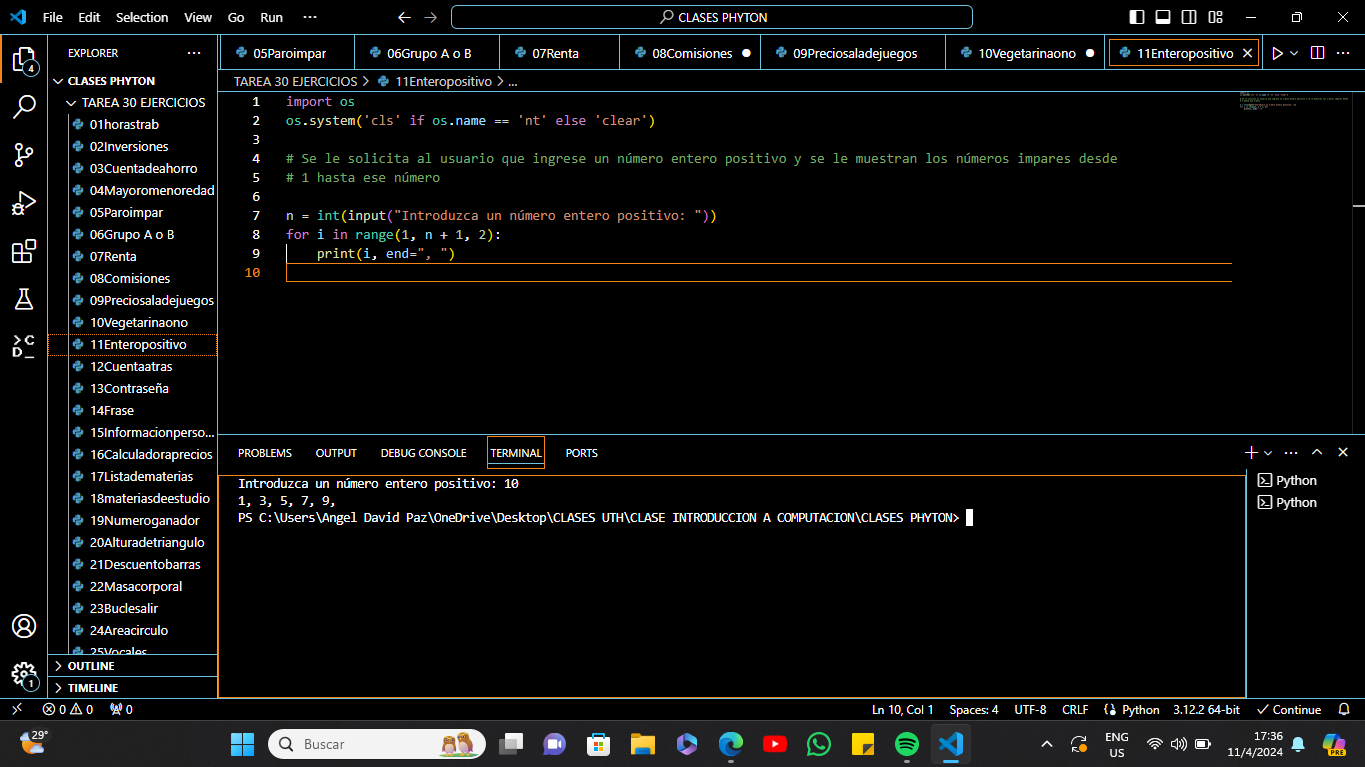 File Edit Selection View Go Run ··· CLASES PHYTON
EXPLORER ···
05Paroimpar 06Grupo A o B 07Renta 08Comisiones 09Preciosaladejuegos 10Vegetarinaono 11Enteropositivo
TAREA 30 EJERCICIOS > 11Enteropositivo > ...
4
CLASES PHYTON
TAREA 30 EJERCICIOS
01horastrab
02Inversiones
03Cuentadeahorro
04Mayoromenoredad
05Paroimpar
06Grupo A o B
07Renta
08Comisiones
09Preciosaladejuegos
10Vegetarinaono
11Enteropositivo
12Cuentaatras
13Contraseña
14Frase
15Informacionperso...
16Calculadoraprecios
17Listadematerias
18materiasdeestudio
19Numeroganador
20Alturadetriangulo
21Descuentobarras
22Masacorporal
23Buclesalir
24Areacirculo
25Vocales
OUTLINE
TIMELINE
1
1 import os
2 os.system('cls' if os.name == 'nt' else 'clear')
3
4 # Se le solicita al usuario que ingrese un número entero positivo y se le muestran los números impares desde
5 # 1 hasta ese número
6
7 n = int(input("Introduzca un número entero positivo: "))
8 for i in range(1, n + 1, 2):
9     print(i, end=", ")
10
PROBLEMS OUTPUT DEBUG CONSOLE TERMINAL PORTS
Introduzca un número entero positivo: 10
1, 3, 5, 7, 9,
PS C:\Users\Angel David Paz\OneDrive\Desktop\CLASES UTH\CLASE INTRODUCCION A COMPUTACION\CLASES PHYTON>
Python
Python
0 0 0 Ln 10, Col 1 Spaces: 4 UTF-8 CRLF Python 3.12.2 64-bit Continue
29° Buscar ENG
US 17:36
11/4/2024
PRE